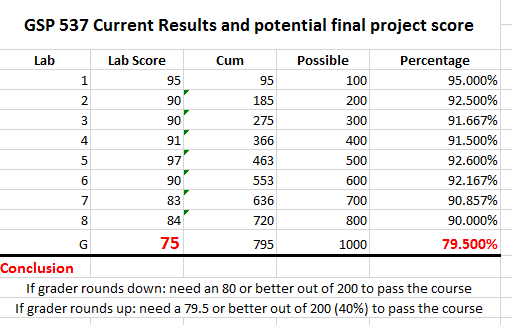 GSP 537 Current Results and potential final project score
Lab Lab Score Cum Possible Percentage
1 95 95 100 95.000%
2 90 185 200 92.500%
3 90 275 300 91.667%
4 91 366 400 91.500%
5 97 463 500 92.600%
6 90 553 600 92.167%
7 83 636 700 90.857%
8 84 720 800 90.000%
G 75 795 1000 79.500%
Conclusion
If grader rounds down: need an 80 or better out of 200 to pass the course
If grader rounds up: need a 79.5 or better out of 200 (40%) to pass the course